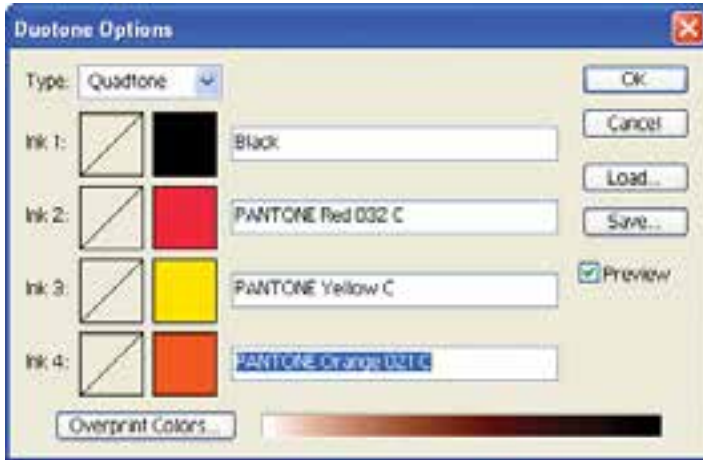 Duotone Options
Type: Quadtone
OK
Ink 1: Black
Cancel
Load...
Ink 2: PANTONE Red 032 C
Save...
Preview
Ink 3: PANTONE Yellow C
Ink 4: PANTONE Orange 021 C
Overprint Colors...